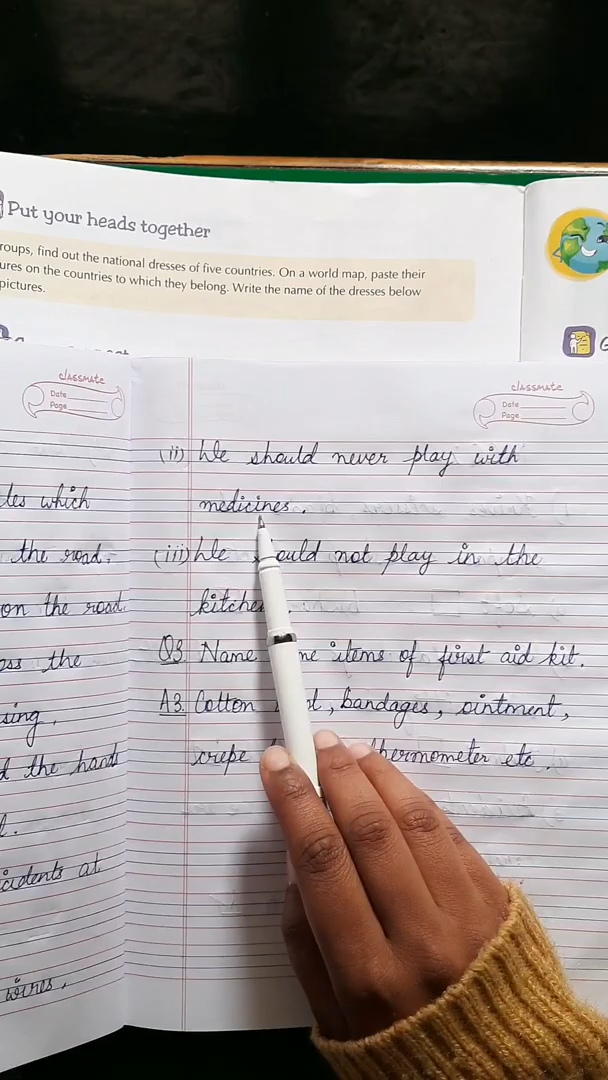 Put your heads together
roups, find out the national dresses of five countries. On a world map, paste their
ures on the countries to which they belong. Write the name of the dresses below
pictures.
classmate
Date
Page
les which
the road.
on the road.
oss the
sing.
d the hands
l.
cidents at
wires.
classmate
Date
Page
(ii) We should never play with
medicines.
(iii) We ould not play in the
kitchen.
Q3. Name me items of first aid kit.
A3. Cotton , bandages, ointment,
crepe thermometer etc.